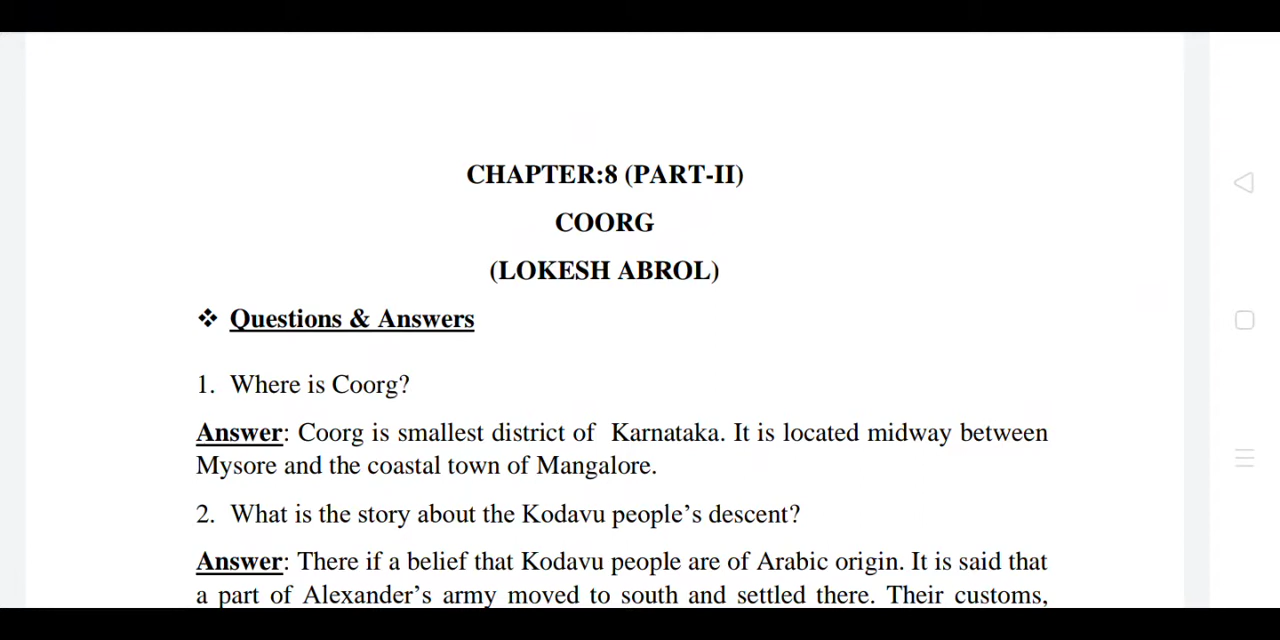 CHAPTER:8 (PART-II)
COORG
(LOKESH ABROL)
❖ Questions & Answers
1. Where is Coorg?
Answer: Coorg is smallest district of Karnataka. It is located midway between
Mysore and the coastal town of Mangalore.
2. What is the story about the Kodavu people’s descent?
Answer: There if a belief that Kodavu people are of Arabic origin. It is said that
a part of Alexander’s army moved to south and settled there. Their customs,